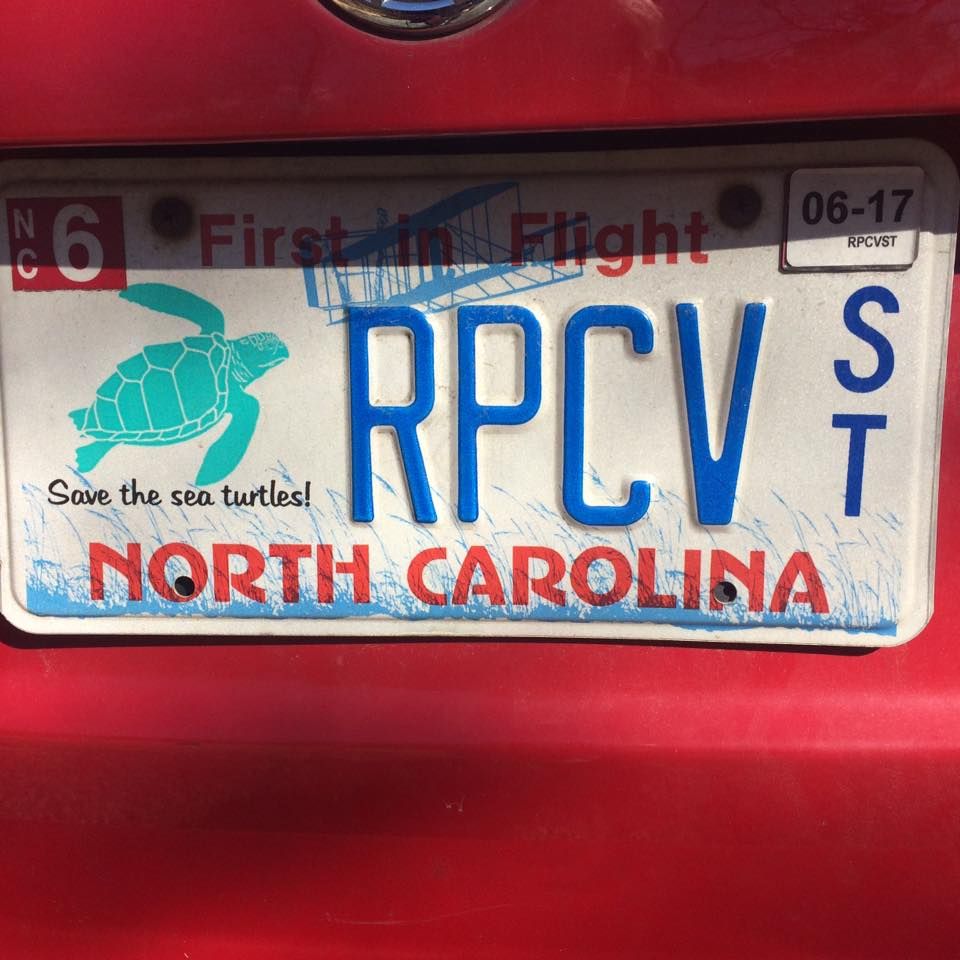 NC 6
First in Flight
06-17
RPCVST
RPCV
ST
Save the sea turtles!
NORTH CAROLINA